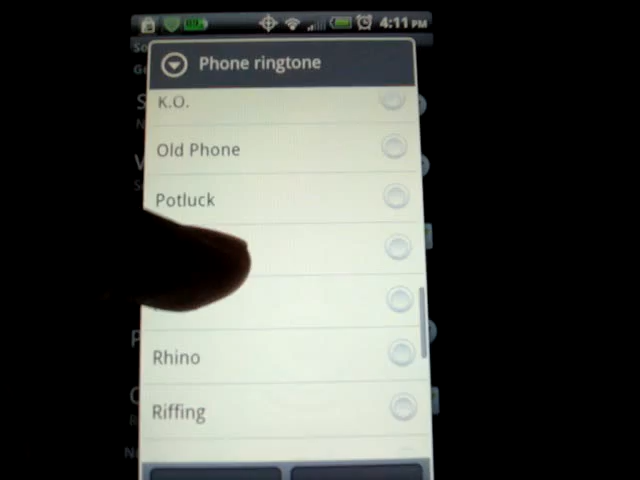 4:11 PM
Phone ringtone
K.O.
Old Phone
Potluck
Rhino
Riffing